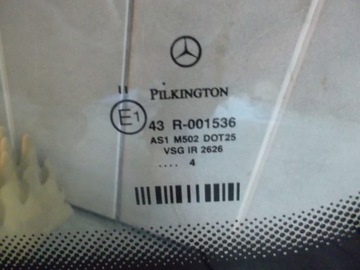 PILKINGTON
E1
43 R-001536
AS1 M502 DOT25
VSG IR 2626
.... 4